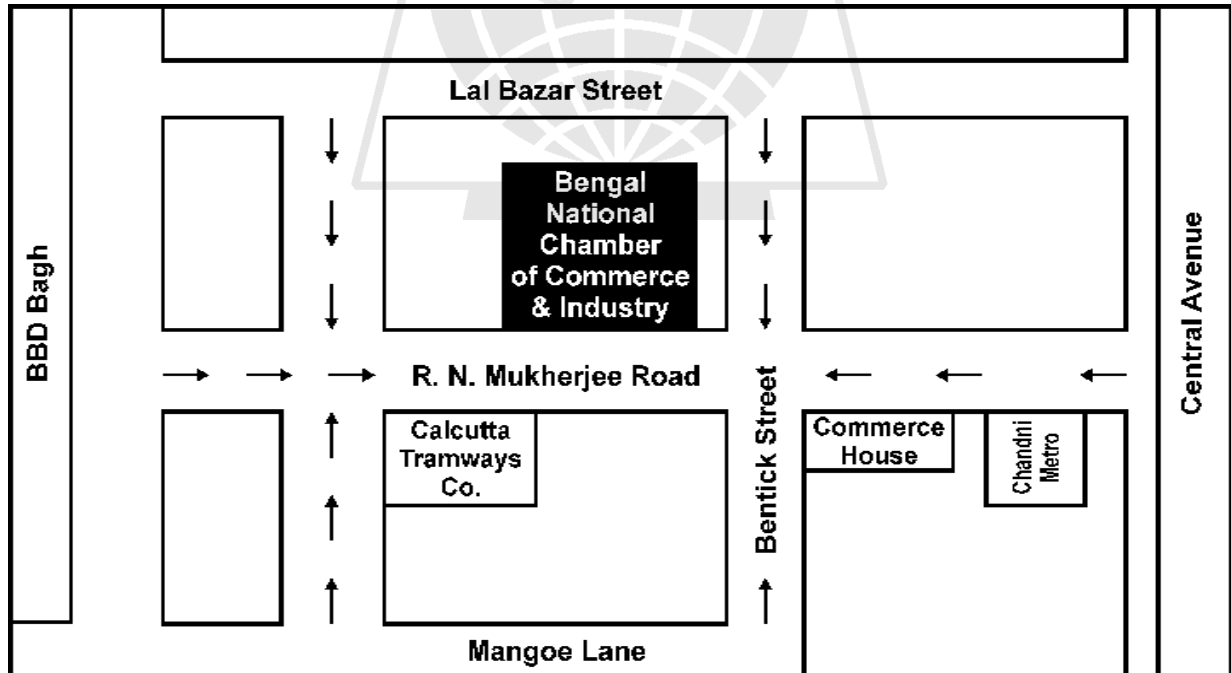 Lal Bazar Street
Bengal
National
Chamber
of Commerce
& Industry
BBD Bagh
Central Avenue
R. N. Mukherjee Road
Bentick Street
Calcutta
Tramways
Co.
Commerce
House
Chandni
Metro
Mangoe Lane